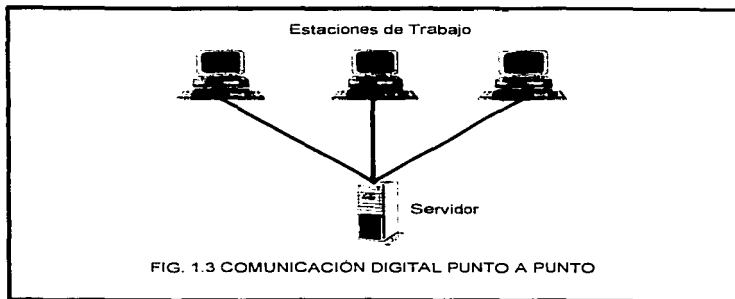 Estaciones de Trabajo
Servidor
FIG. 1.3 COMUNICACIÓN DIGITAL PUNTO A PUNTO